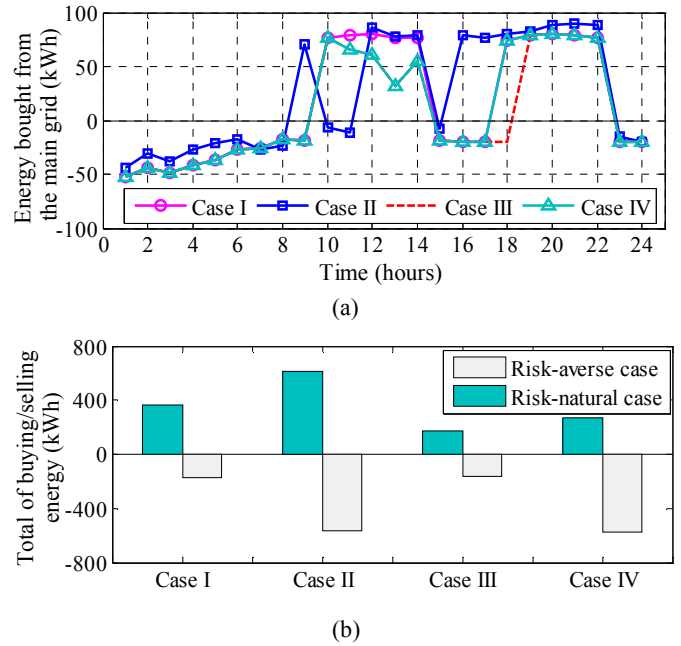 (a)
100
50
0
-50
-100
Energy bought from
the main grid (kWh)
Case I
Case II
Case III
Case IV
0 2 4 6 8 10 12 14 16 18 20 22 24
Time (hours)
(a)
800
400
0
-400
-800
Total of buying/selling
energy (kWh)
Risk-averse case
Risk-natural case
Case I Case II Case III Case IV
(b)